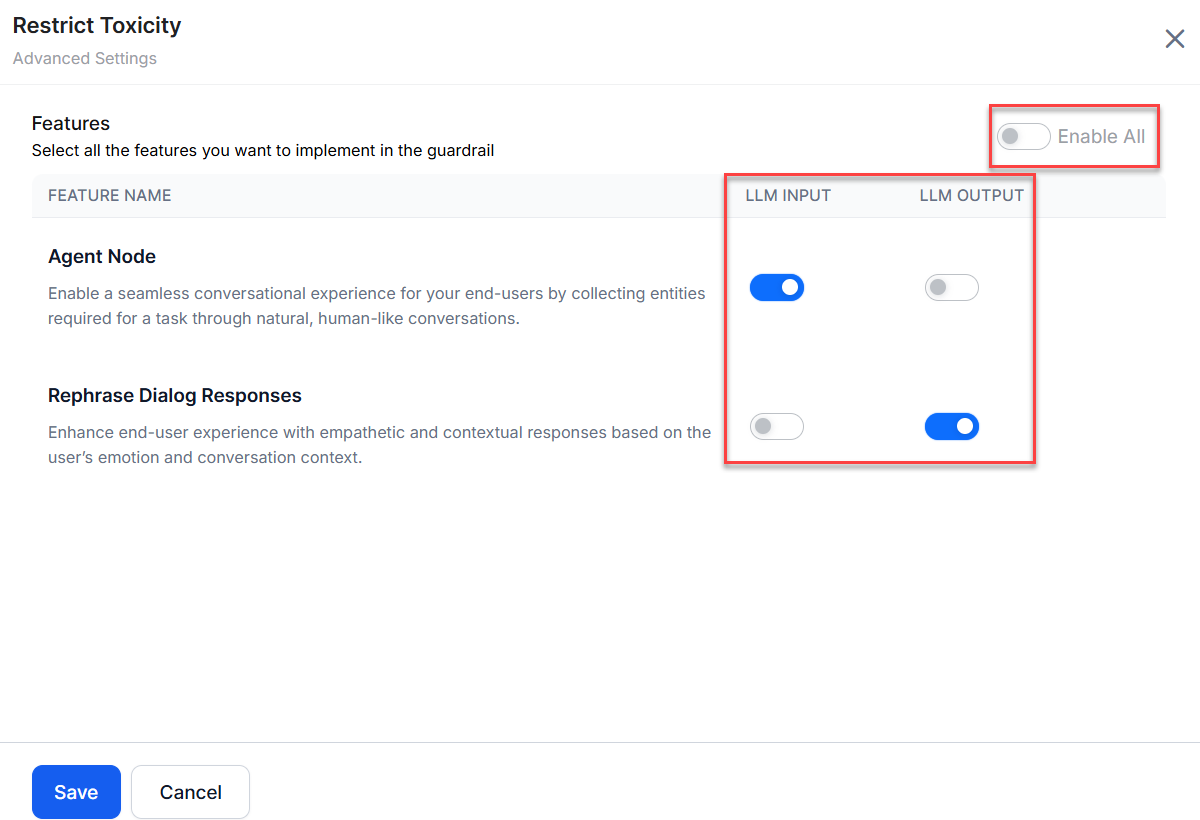 Restrict Toxicity
Advanced Settings
Features
Select all the features you want to implement in the guardrail
Enable All
FEATURE NAME
LLM INPUT
LLM OUTPUT
Agent Node
Enable a seamless conversational experience for your end-users by collecting entities
required for a task through natural, human-like conversations.
Rephrase Dialog Responses
Enhance end-user experience with empathetic and contextual responses based on the
user’s emotion and conversation context.
Save
Cancel